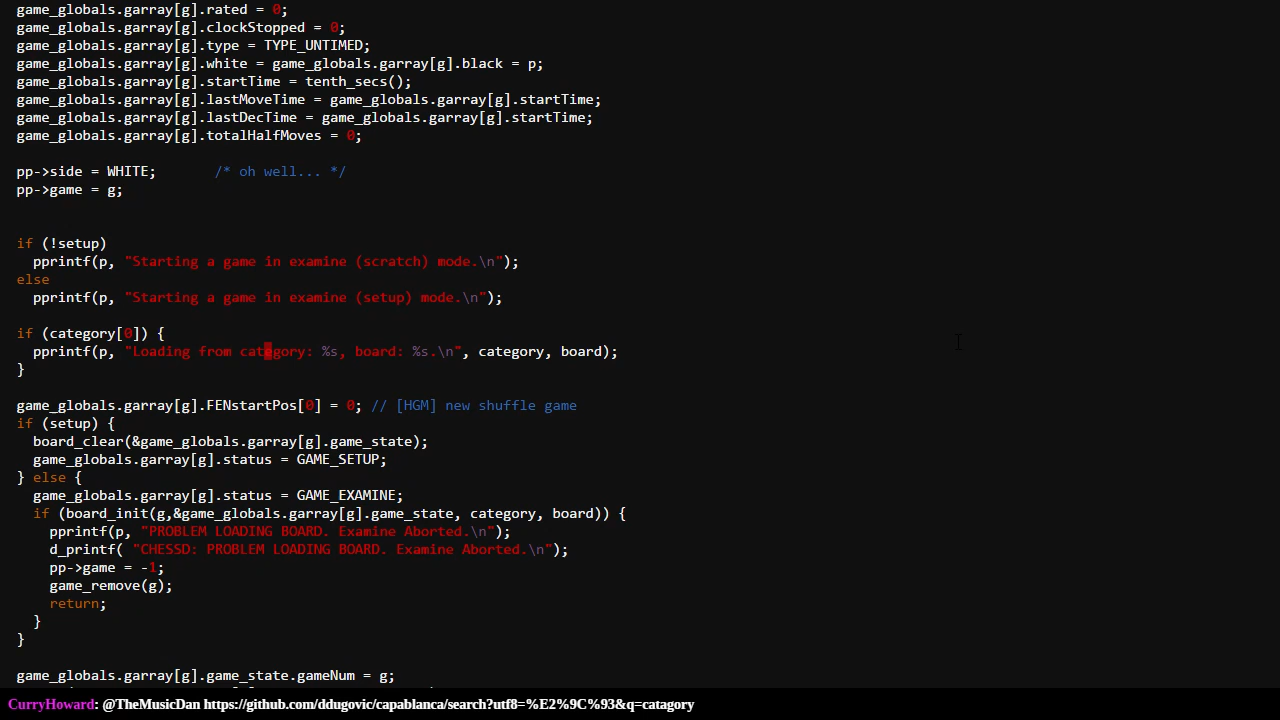 game_globals.garray[g].rated = 0;
game_globals.garray[g].clockStopped = 0;
game_globals.garray[g].type = TYPE_UNTIMED;
game_globals.garray[g].white = game_globals.garray[g].black = p;
game_globals.garray[g].startTime = tenth_secs();
game_globals.garray[g].lastMoveTime = game_globals.garray[g].startTime;
game_globals.garray[g].lastDecTime = game_globals.garray[g].startTime;
game_globals.garray[g].totalHalfMoves = 0;
pp->side = WHITE;       /* oh well... */
pp->game = g;
if (!setup)
  pprintf(p, "Starting a game in examine (scratch) mode.\n");
else
  pprintf(p, "Starting a game in examine (setup) mode.\n");
if (category[0]) {
  pprintf(p, "Loading from category: %s, board: %s.\n", category, board);
}
game_globals.garray[g].FENstartPos[0] = 0; // [HGM] new shuffle game
if (setup) {
  board_clear(&game_globals.garray[g].game_state);
  game_globals.garray[g].status = GAME_SETUP;
} else {
  game_globals.garray[g].status = GAME_EXAMINE;
  if (board_init(g,&game_globals.garray[g].game_state, category, board)) {
    pprintf(p, "PROBLEM LOADING BOARD. Examine Aborted.\n");
    d_printf( "CHESSD: PROBLEM LOADING BOARD. Examine Aborted.\n");
    pp->game = -1;
    game_remove(g);
    return;
  }
}
game_globals.garray[g].game_state.gameNum = g;
CurryHoward: @TheMusicDan https://github.com/ddugovic/capablanca/search?utf8=%E2%9C%93&q=catagory